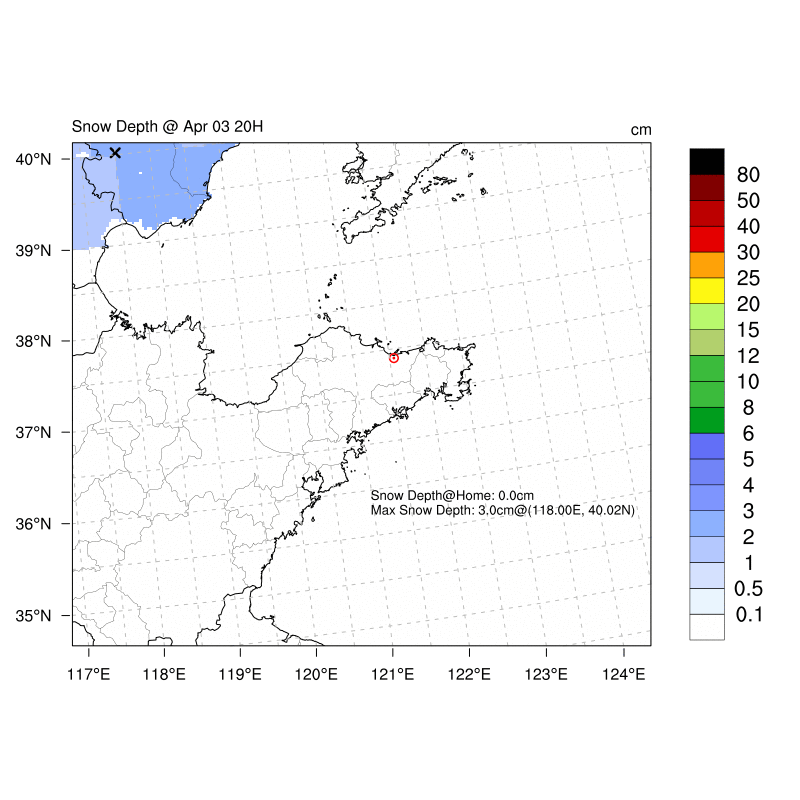 Snow Depth @ Apr 03 20H
cm
40°N
39°N
38°N
37°N
36°N
35°N
117°E
118°E
119°E
120°E
121°E
122°E
123°E
124°E
Snow Depth@Home: 0.0cm
Max Snow Depth: 3.0cm@(118.00E, 40.02N)
80
50
40
30
25
20
15
12
10
8
6
5
4
3
2
1
0.5
0.1